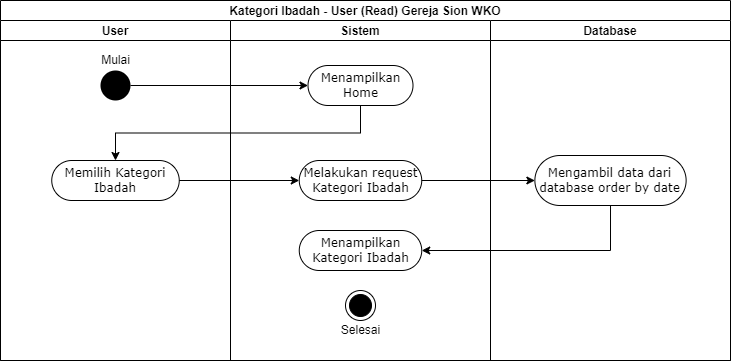 Kategori Ibadah - User (Read) Gereja Sion WKO
User
Sistem
Database
Mulai
Menampilkan
Home
Memilih Kategori
Ibadah
Melakukan request
Kategori Ibadah
Mengambil data dari
database order by date
Menampilkan
Kategori Ibadah
Selesai